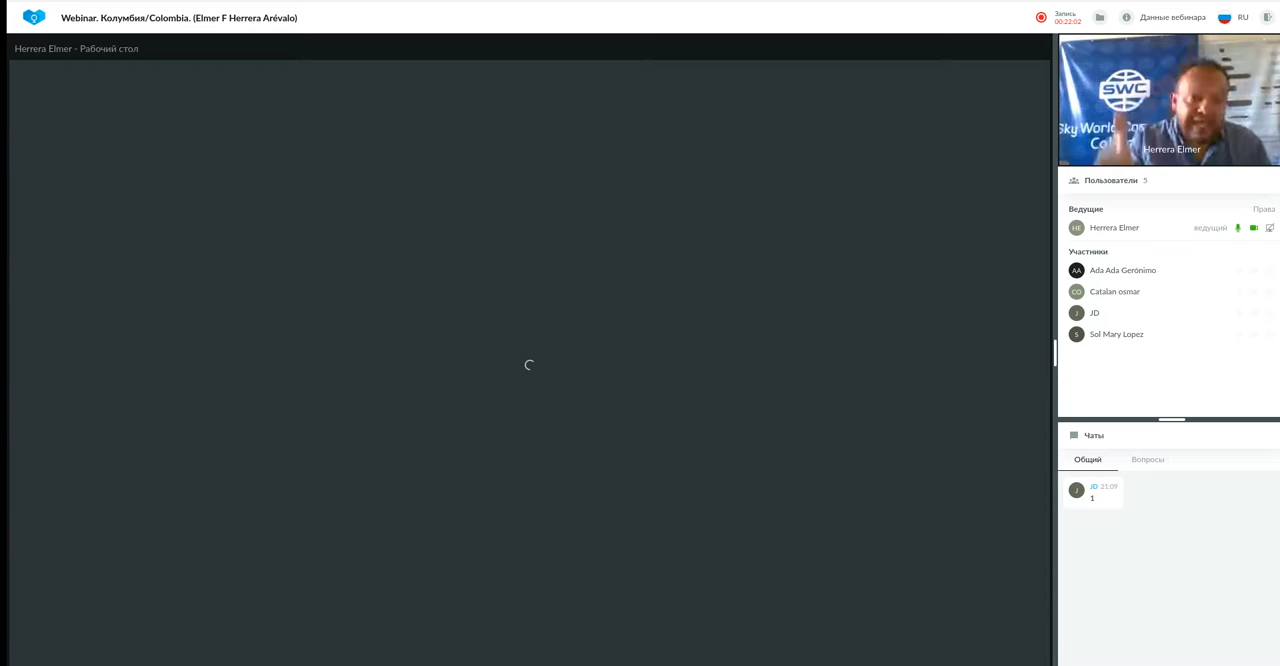 Webinar. Колумбия/Colombia. (Elmer F Herrera Arévalo)
Запись
00:22:02
Данные вебинара
RU
Herrera Elmer - Рабочий стол
SWC
Sky World
Herrera Elmer
Пользователи 5
Ведущие Права
HE Herrera Elmer ведущий
Участники
AA Ada Ada Gerónimo
CO Catalan osmar
J JD
S Sol Mary Lopez
Чаты
Общий Вопросы
J JD 21:09
1